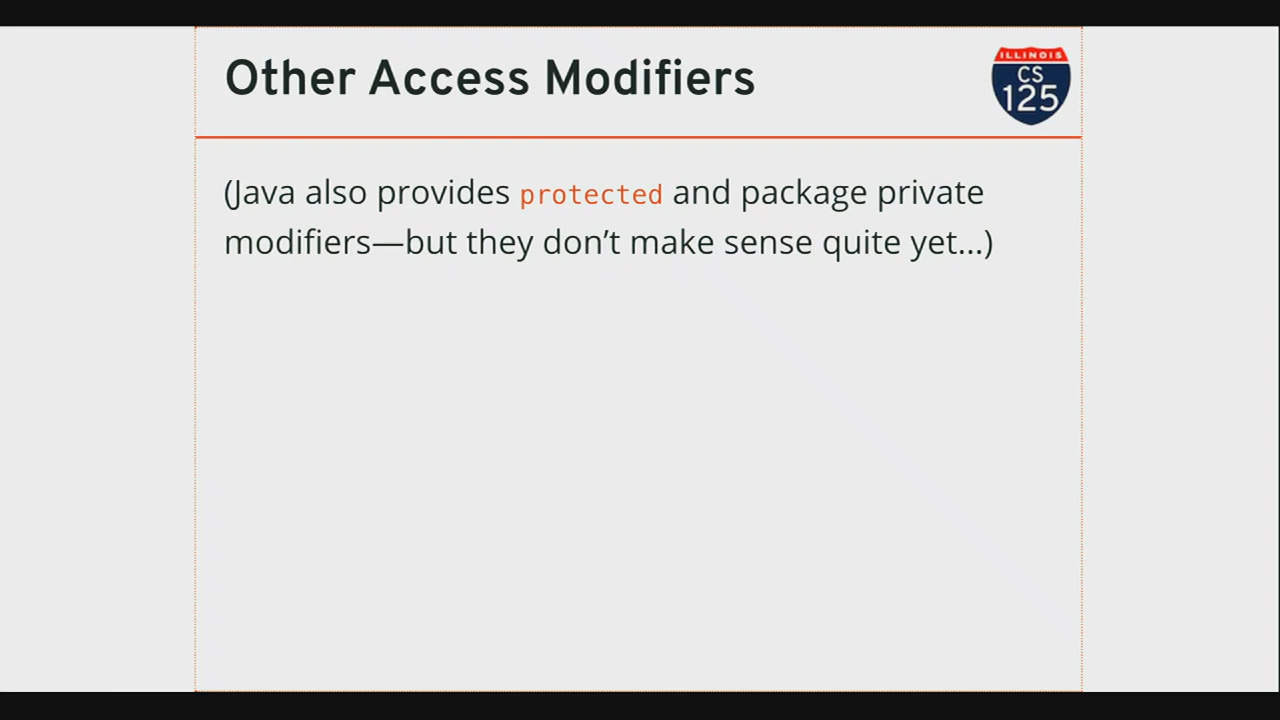 Other Access Modifiers
ILLINOIS
CS
125
(Java also provides protected and package private
modifiers—but they don’t make sense quite yet...)